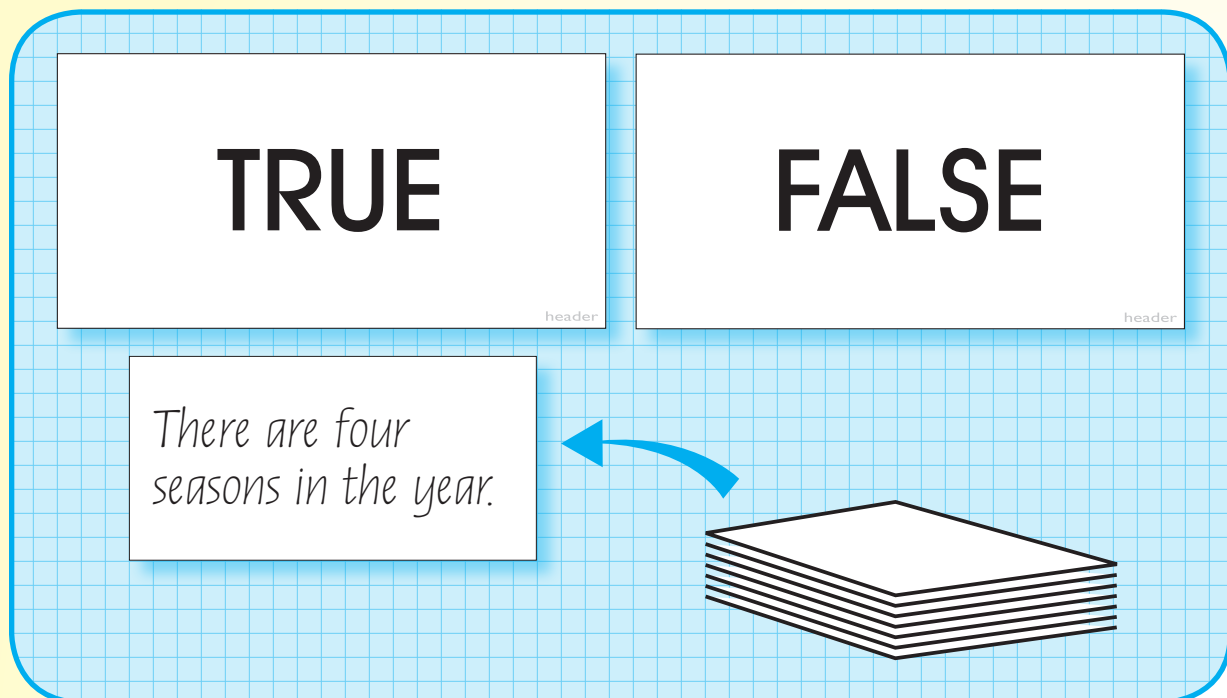 TRUE
header
FALSE
header
There are four
seasons in the year.